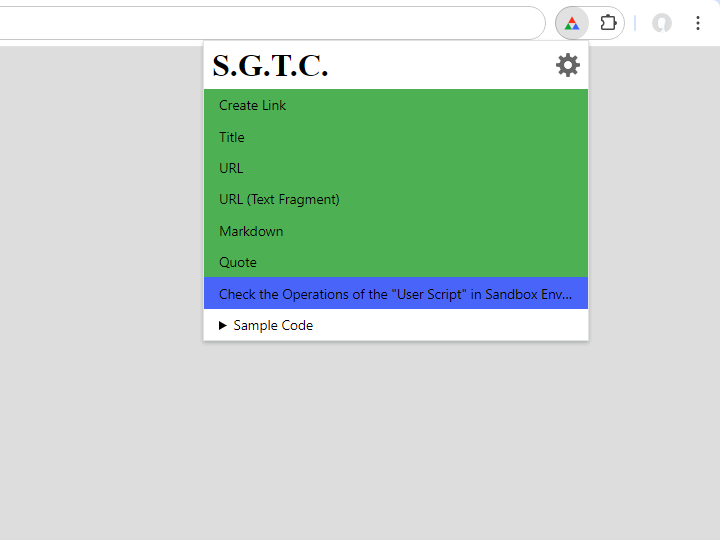 S.G.T.C.
Create Link
Title
URL
URL (Text Fragment)
Markdown
Quote
Check the Operations of the "User Script" in Sandbox Env...
Sample Code